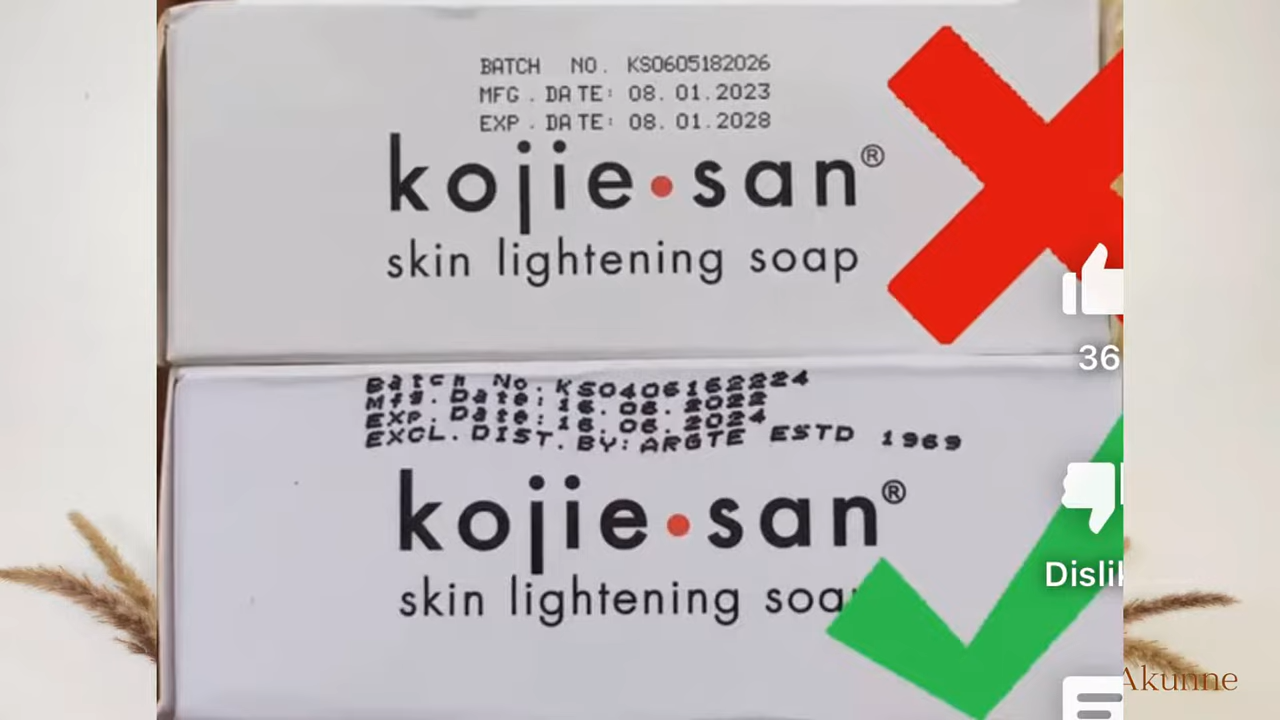 BATCH NO. KS0605182026
MFG. DATE: 08.01.2023
EXP. DATE: 08.01.2028
kojie•san®
skin lightening soap
36
Batch No. KS0406162224
Mfg. Date: 16.06.2022
EXP. Date: 16.06.2024
EXCL. DIST. BY: ARGTE ESTD 1969
kojie•san®
skin lightening soa
Disli
Akunne